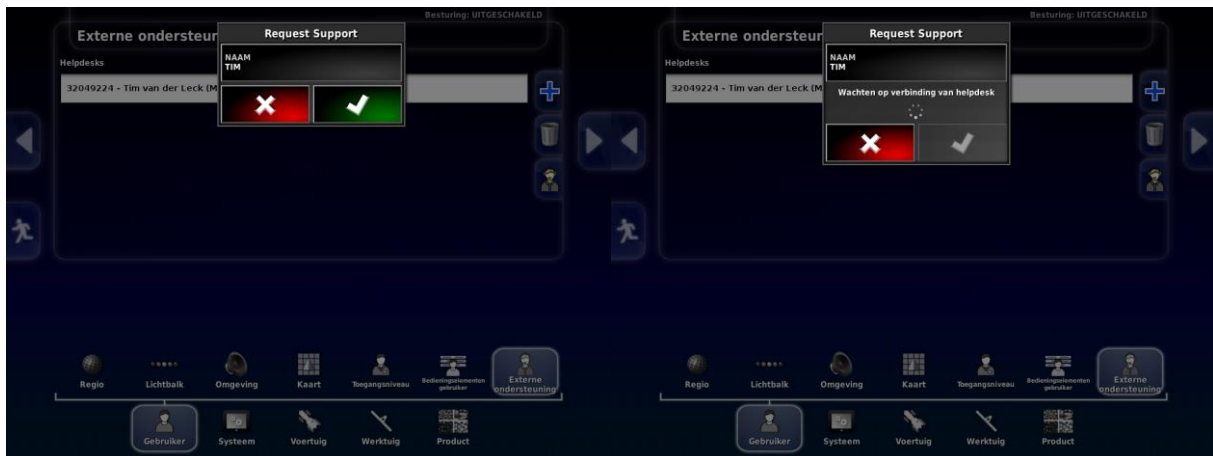 Besturing: UITGESCHAKELD
Externe ondersteur
Request Support
Helpdesks
NAAM
TIM
32049224 - Tim van der Leck (M
Regio
Lichtbalk
Omgeving
Kaart
Toegangsniveau
Bedieningselementen
gebruiker
Externe
ondersteuning
Gebruiker
Systeem
Voertuig
Werktuig
Product
Besturing: UITGESCHAKELD
Externe ondersteur
Request Support
Helpdesks
NAAM
TIM
32049224 - Tim van der Leck (M
Wachten op verbinding van helpdesk
Regio
Lichtbalk
Omgeving
Kaart
Toegangsniveau
Bedieningselementen
gebruiker
Externe
ondersteuning
Gebruiker
Systeem
Voertuig
Werktuig
Product